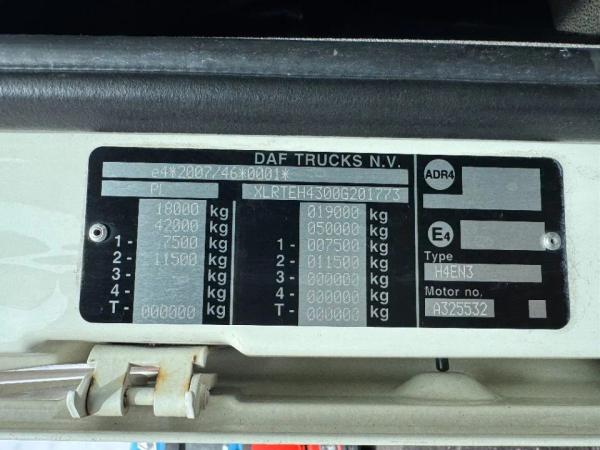 DAF TRUCKS N.V.
e4*2007/46*0001*
PL XLRTEH4300G201773
18000 kg 019000 kg
42000 kg 050000 kg
1- 7500 kg 1- 007500 kg
2- 11500 kg 2- 011500 kg
3- kg 3- 000000 kg
4- kg 4- 000000 kg
T- 000000 kg T- 000000 kg
ADR4
E4
Type
H4EN3
Motor no.
A325532